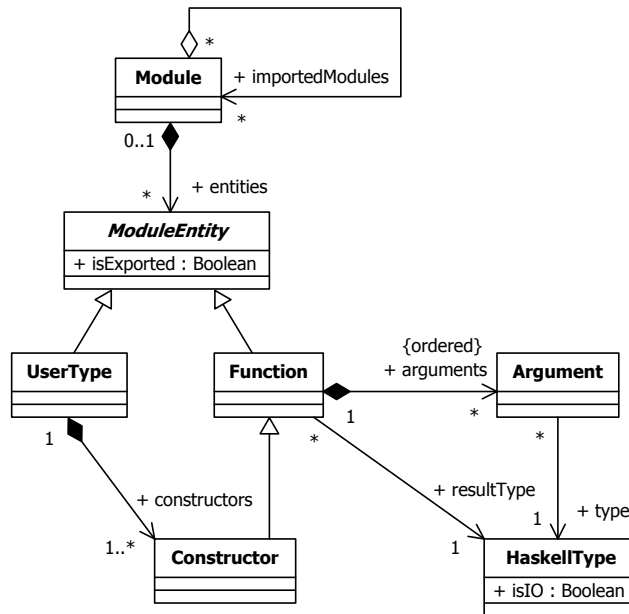 *
Module
+ importedModules
*
0..1
+ entities
*
ModuleEntity
+ isExported : Boolean
{ordered}
+ arguments
UserType
Function
Argument
1
1
*
*
*
+ constructors
+ resultType
1..*
1
1
+ type
Constructor
HaskellType
+ isIO : Boolean